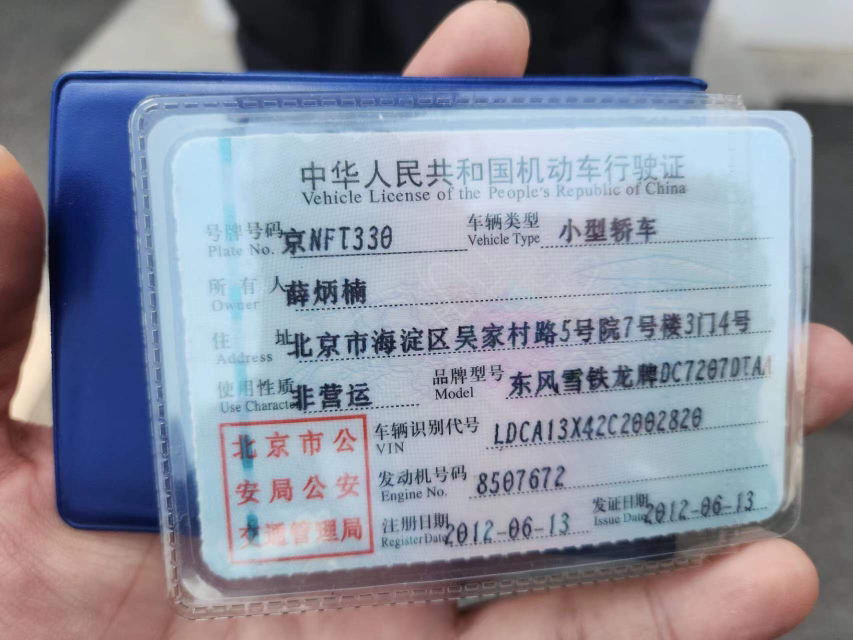 中华人民共和国机动车行驶证
Vehicle License of the People's Republic of China
号牌号码 京NFT330 车辆类型 小型轿车
Plate No. Vehicle Type
所有人 薛炳楠
Owner
住址 北京市海淀区吴家村路5号院7号楼3门4号
Address
使用性质 非营运 品牌型号 东风雪铁龙牌DC7207DTAA
Use Character Model
车辆识别代号 LDCA13X42C2002820
VIN
发动机号码 8507672
Engine No.
注册日期 2012-06-13 发证日期 2012-06-13
Register Date Issue Date
北京市公
安局公安
交通管理局